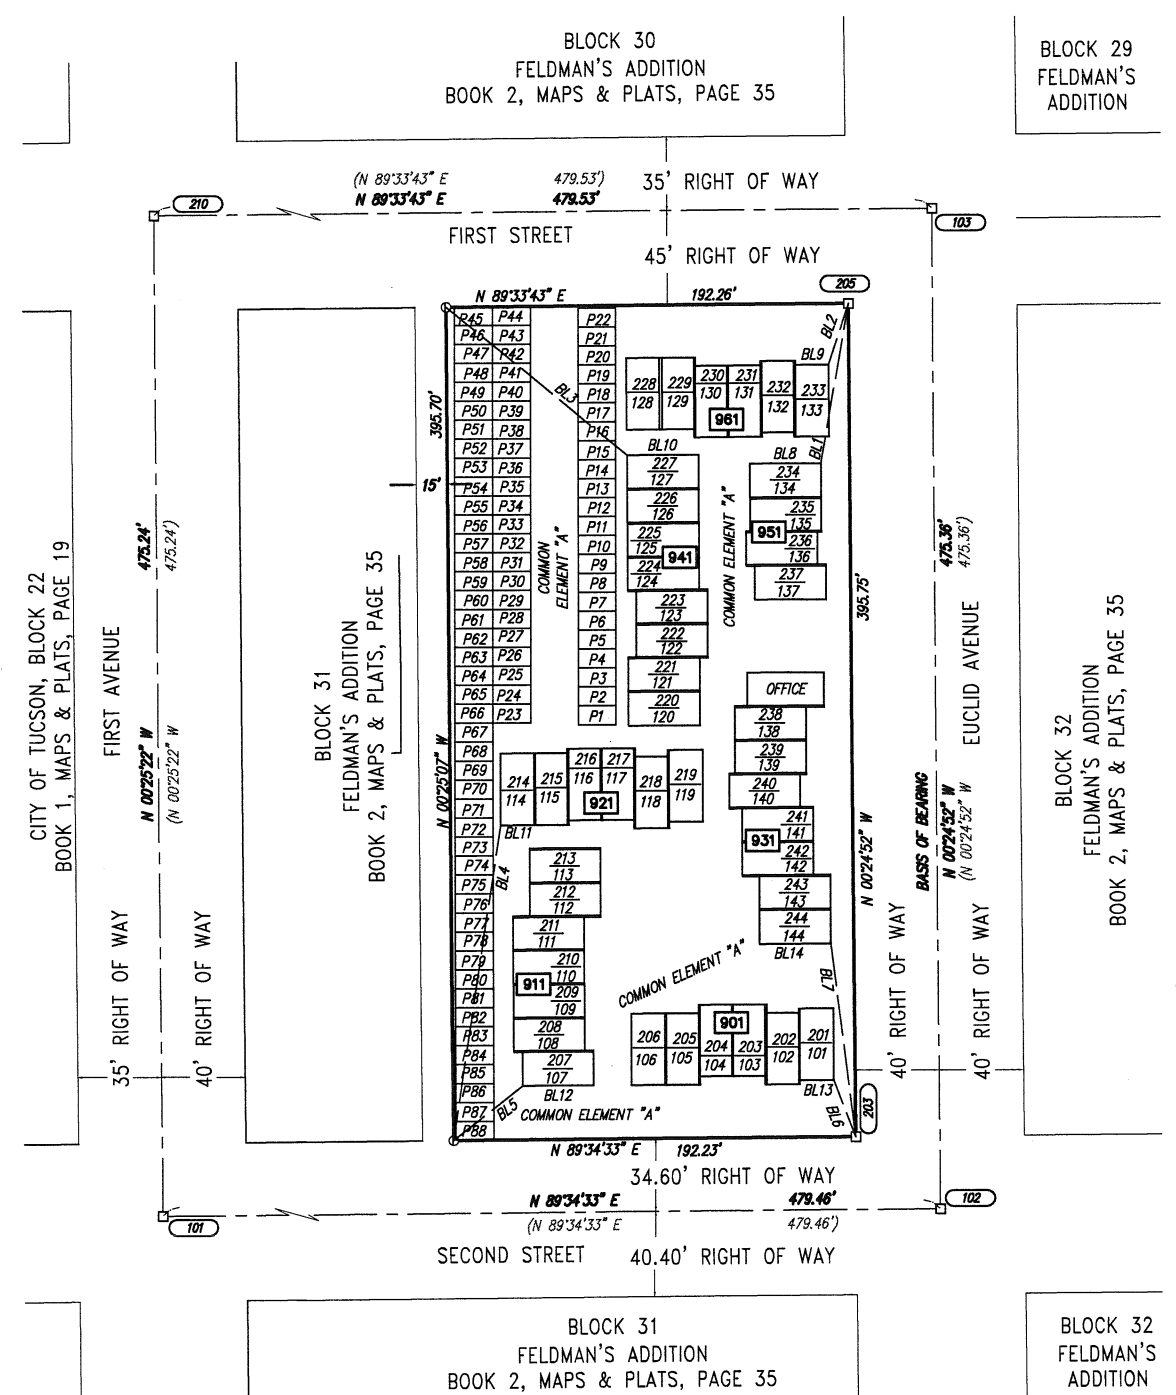 BLOCK 30
FELDMAN'S ADDITION
BOOK 2, MAPS & PLATS, PAGE 35
BLOCK 29
FELDMAN'S
ADDITION
(N 89°33'43" E 479.53')
N 89°33'43" E 479.53'
35' RIGHT OF WAY
210
103
FIRST STREET
45' RIGHT OF WAY
205
N 89°33'43" E 192.26'
P45 P44
P46 P43
P47 P42
P48 P41
P49 P40
P50 P39
P51 P38
P52 P37
P53 P36
P54 P35
P55 P34
P56 P33
P57 P32
P58 P31
P59 P30
P60 P29
P61 P28
P62 P27
P63 P26
P64 P25
P65 P24
P66 P23
P67
P68
P69
P70
P71
P72
P73
P74
P75
P76
P77
P78
P79
P80
P81
P82
P83
P84
P85
P86
P87
P88
P22
P21
P20
P19
P18
P17
P16
P15
P14
P13
P12
P11
P10
P9
P8
P7
P6
P5
P4
P3
P2
P1
395.70'
15'
N 00°25'07" W
COMMON
ELEMENT "A"
BL3
BL2
BL9
228 229 230 231 232 233
128 129 130 131 132 133
961
BL1
BL10
227
127
226
126
225
125
941
224
124
223
123
222
122
221
121
220
120
COMMON ELEMENT "A"
BL8
234
134
235
135
951
236
136
237
137
395.75'
N 00°24'52" W
OFFICE
238
138
239
139
240
140
241
141
931
242
142
243
143
244
144
BL14
BL7
214 215 216 217 218 219
114 115 116 117 118 119
921
BL11
BL4
213
113
212
112
211
111
210
110
911
209
109
208
108
207
107
BL12
BL5
COMMON ELEMENT "A"
COMMON ELEMENT "A"
901
206 205 204 203 202 201
106 105 104 103 102 101
BL13
BL6
203
N 89°34'33" E 192.23'
34.60' RIGHT OF WAY
N 89°34'33" E 479.46'
(N 89°34'33" E 479.46')
101
102
SECOND STREET
40.40' RIGHT OF WAY
CITY OF TUCSON, BLOCK 22
BOOK 1, MAPS & PLATS, PAGE 19
FIRST AVENUE
475.24'
475.24')
N 00°25'22" W
(N 00°25'22" W
35' RIGHT OF WAY
40' RIGHT OF WAY
BLOCK 31
FELDMAN'S ADDITION
BOOK 2, MAPS & PLATS, PAGE 35
475.36'
475.36')
EUCLID AVENUE
BASIS OF BEARING
N 00°24'52" W
(N 00°24'52" W
40' RIGHT OF WAY
40' RIGHT OF WAY
BLOCK 32
FELDMAN'S ADDITION
BOOK 2, MAPS & PLATS, PAGE 35
BLOCK 31
FELDMAN'S ADDITION
BOOK 2, MAPS & PLATS, PAGE 35
BLOCK 32
FELDMAN'S
ADDITION